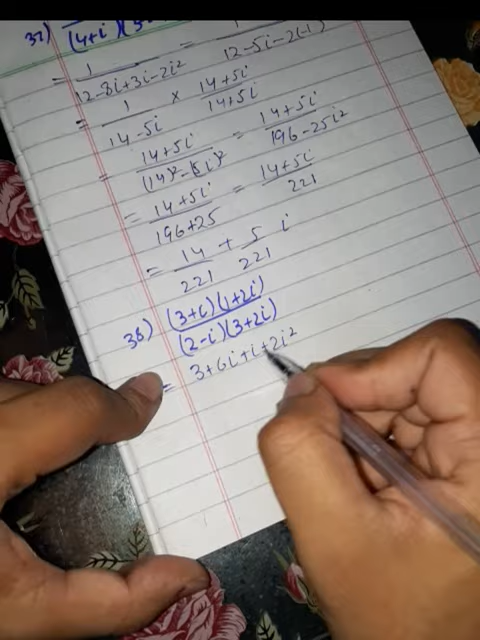 37) (4+i)(3
= 1/(12-8i+3i-2i² = 1/(12-5i-2(-1)
= 1/(14-5i) × (14+5i)/(14+5i)
= (14+5i)/((14)²-(5i)²) = (14+5i)/(196-25i²)
= (14+5i)/(196+25) = (14+5i)/221
= 14/221 + 5/221 i
38) (3+i)(1+2i)/(2-i)(3+2i)
= 3+6i+i+2i²